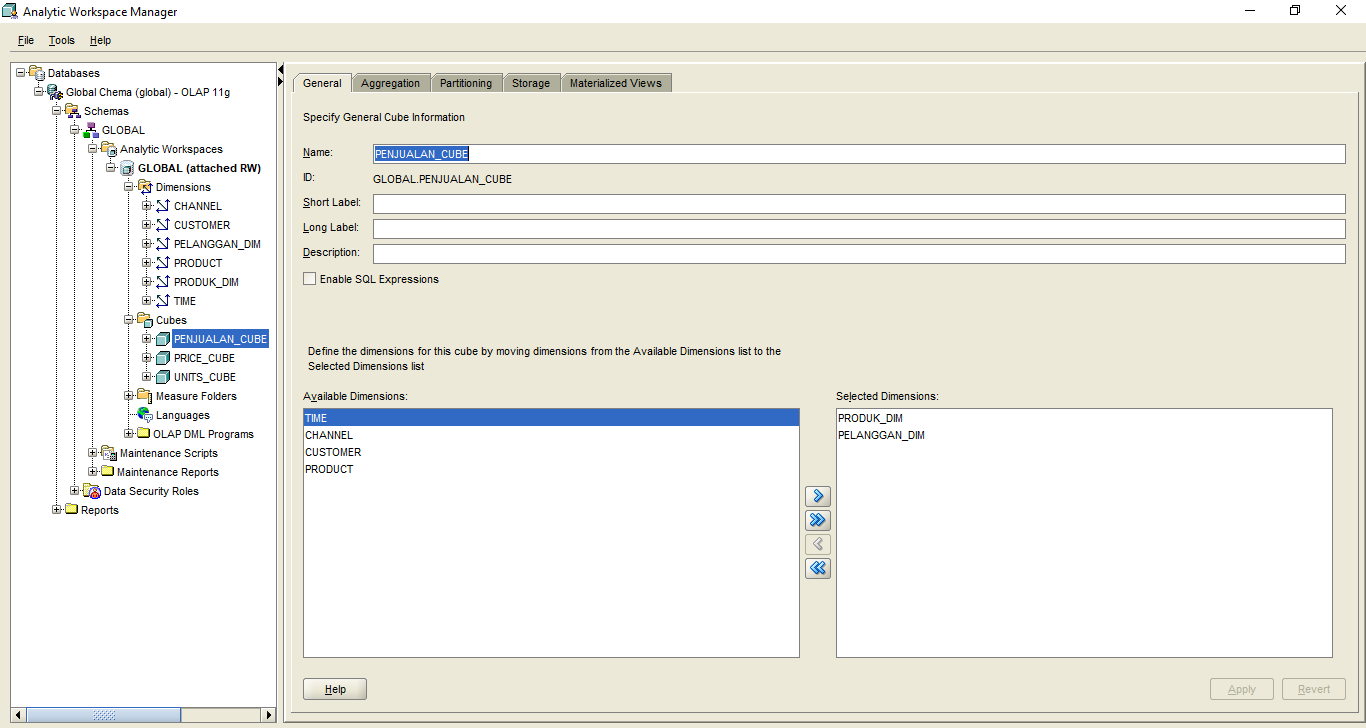 Analytic Workspace Manager
File Tools Help
Databases
Global Chema (global) - OLAP 11g
Schemas
GLOBAL
Analytic Workspaces
GLOBAL (attached RW)
Dimensions
CHANNEL
CUSTOMER
PELANGGAN_DIM
PRODUCT
PRODUK_DIM
TIME
Cubes
PENJUALAN_CUBE
PRICE_CUBE
UNITS_CUBE
Measure Folders
Languages
OLAP DML Programs
Maintenance Scripts
Maintenance Reports
Data Security Roles
Reports
General Aggregation Partitioning Storage Materialized Views
Specify General Cube Information
Name: PENJUALAN_CUBE
ID: GLOBAL.PENJUALAN_CUBE
Short Label:
Long Label:
Description:
Enable SQL Expressions
Define the dimensions for this cube by moving dimensions from the Available Dimensions list to the
Selected Dimensions list
Available Dimensions:
TIME
CHANNEL
CUSTOMER
PRODUCT
Selected Dimensions:
PRODUK_DIM
PELANGGAN_DIM
Help Apply Revert